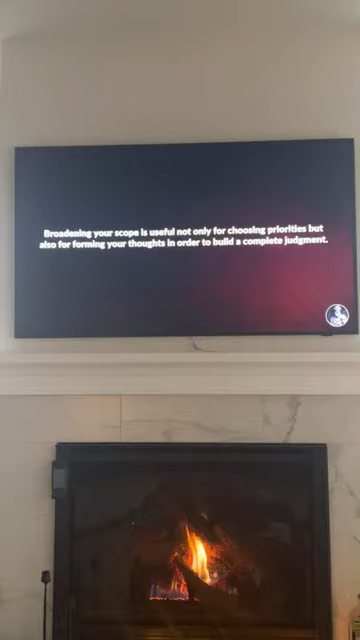 Broadening your scope is useful not only for choosing priorities but
also for forming your thoughts in order to build a complete judgment.